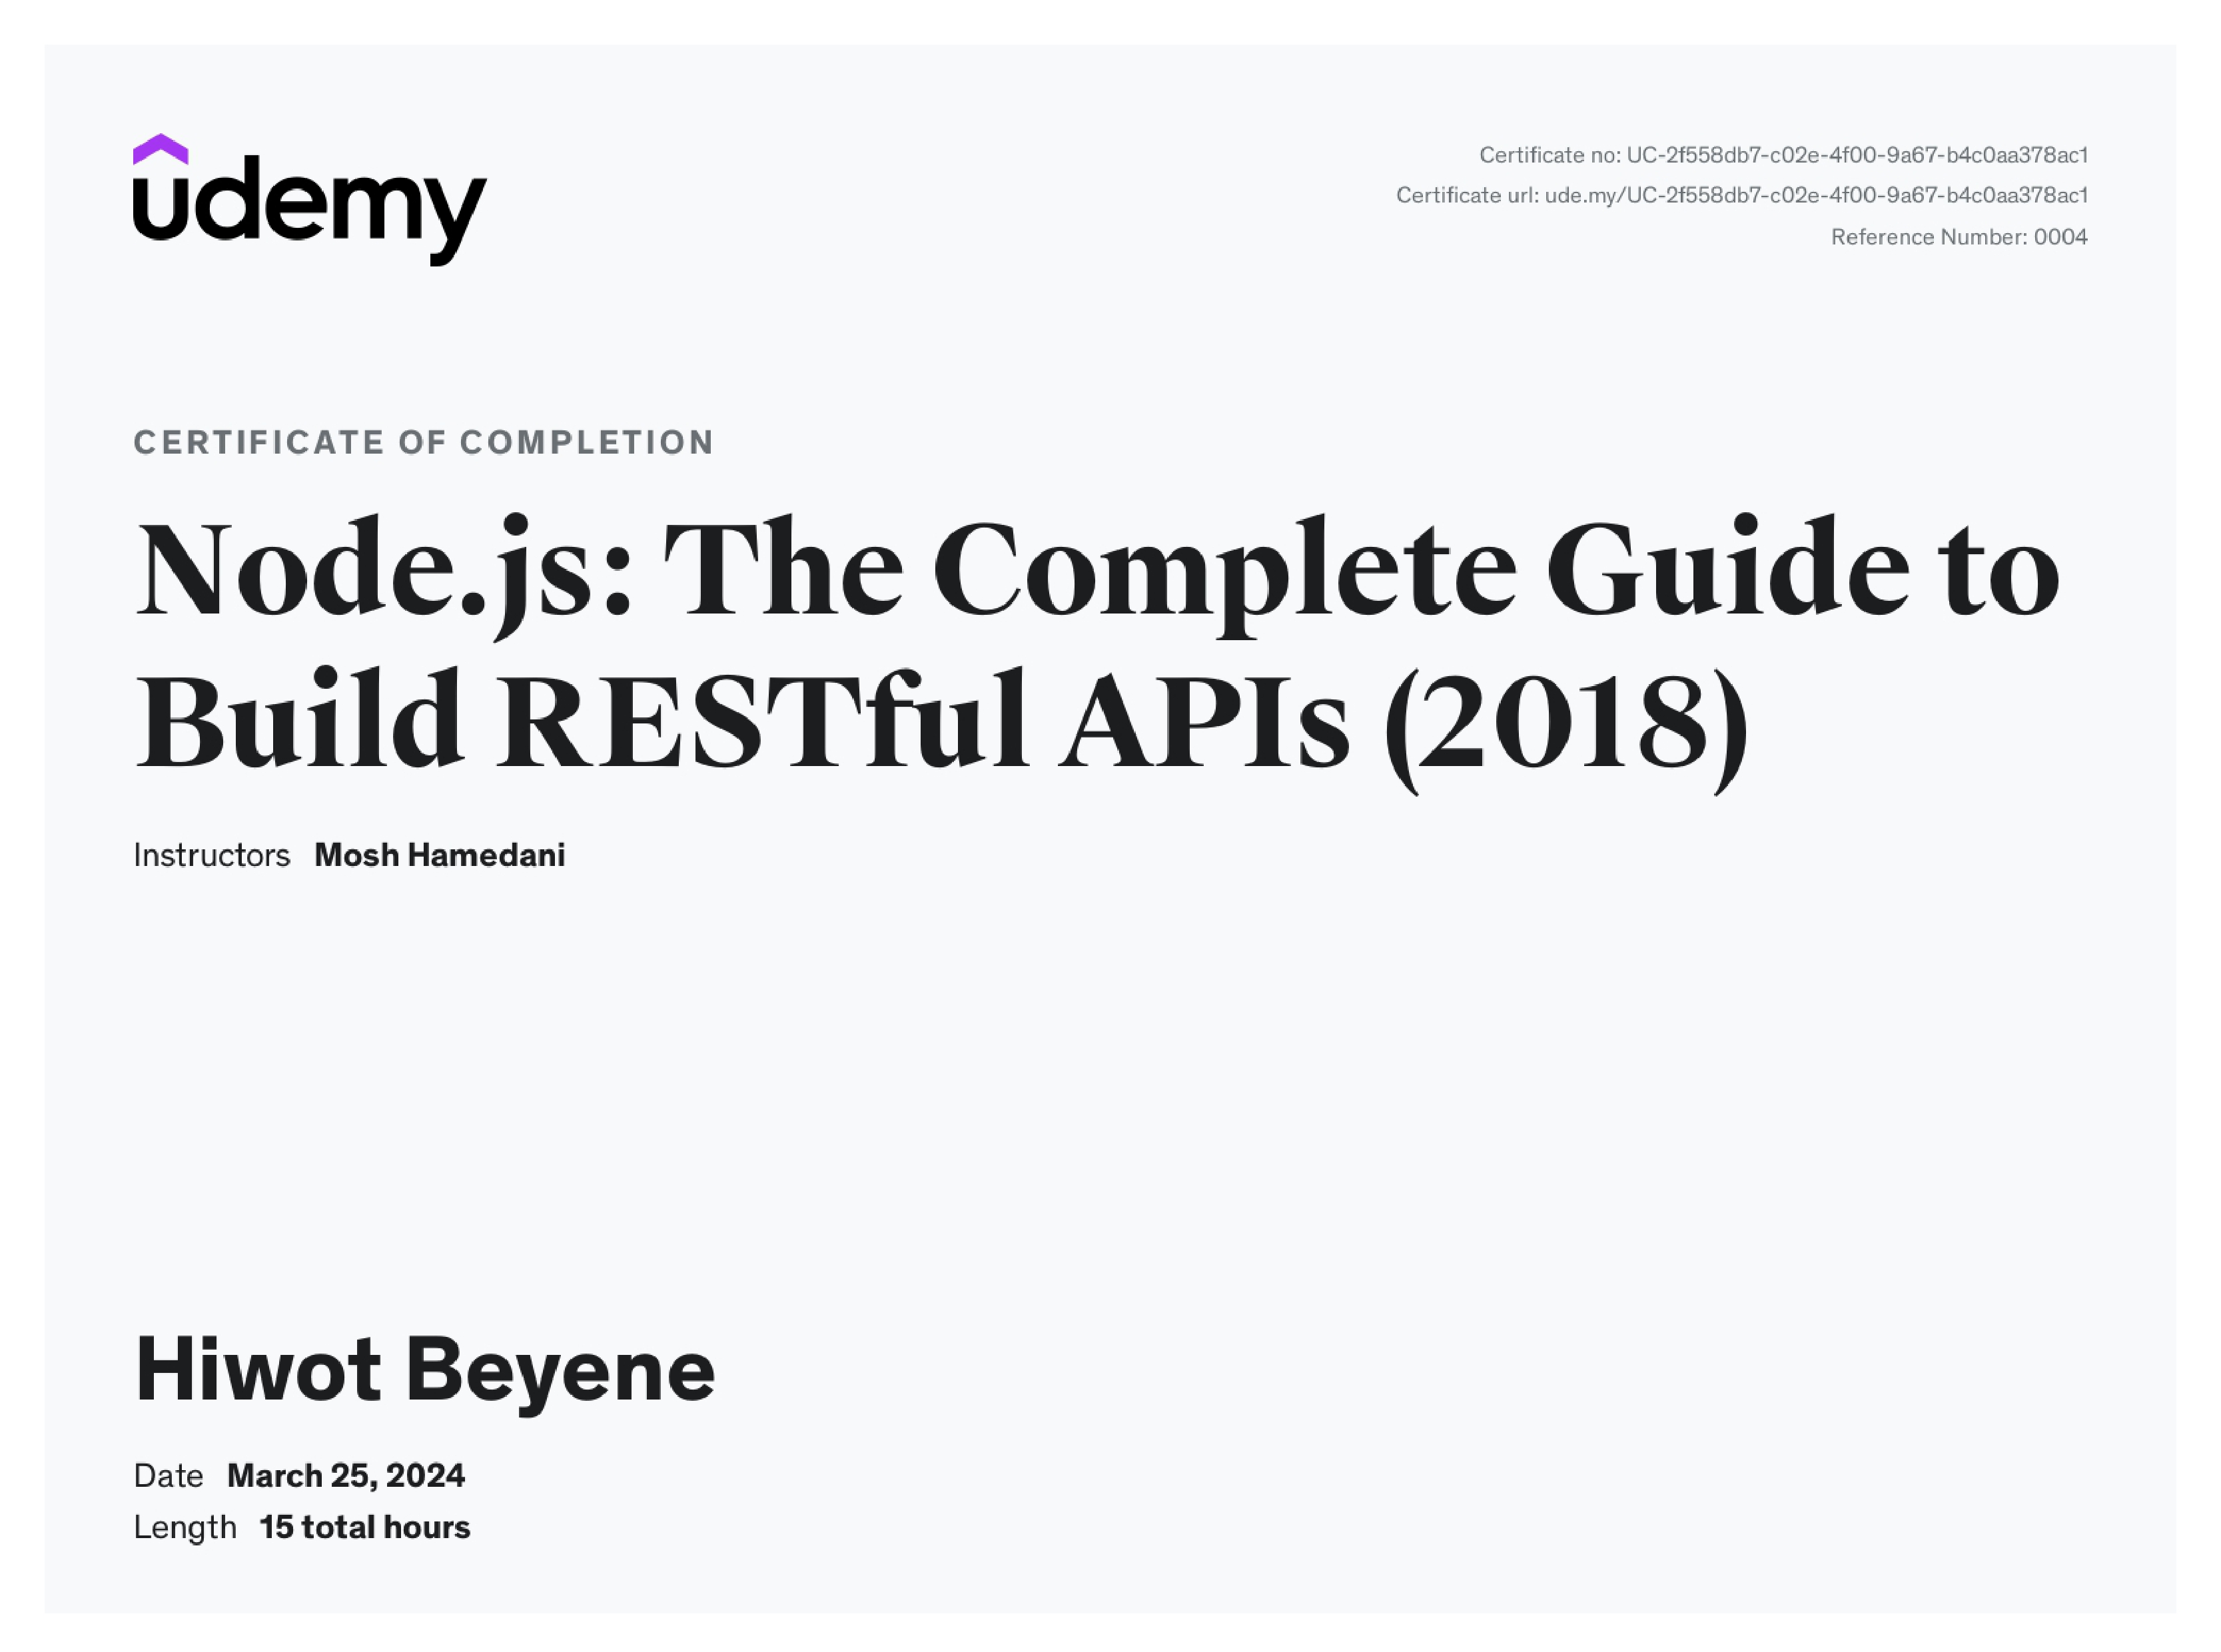 udemy
Certificate no: UC-2f558db7-c02e-4f00-9a67-b4c0aa378ac1
Certificate url: ude.my/UC-2f558db7-c02e-4f00-9a67-b4c0aa378ac1
Reference Number: 0004
CERTIFICATE OF COMPLETION
Node.js: The Complete Guide to
Build RESTful APIs (2018)
Instructors Mosh Hamedani
Hiwot Beyene
Date March 25, 2024
Length 15 total hours